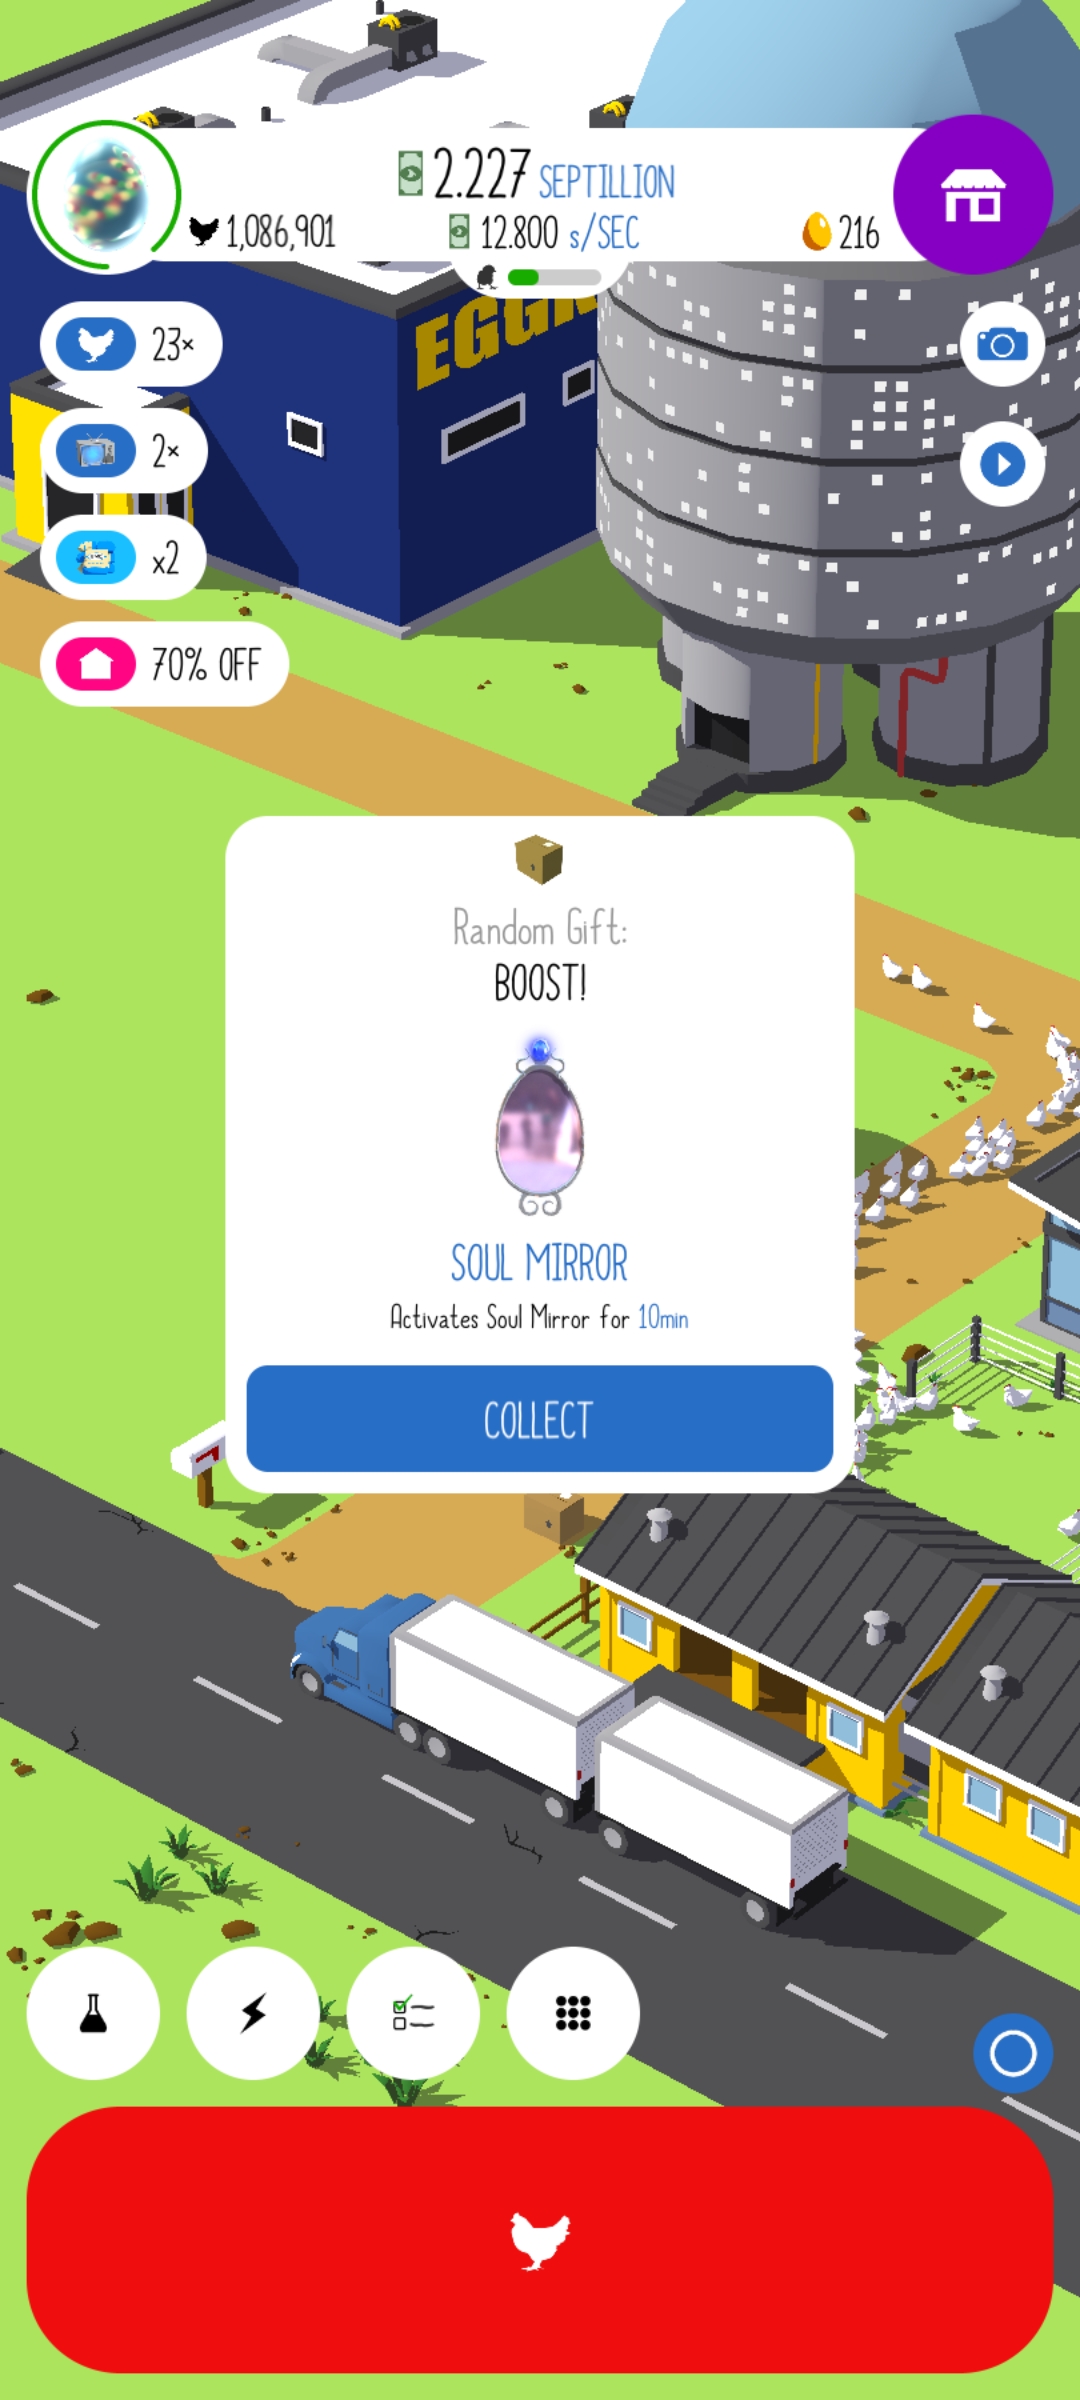 2.227 SEPTILLION
1,086,901
12.800 s/SEC
216
23×
2×
x2
70% OFF
Random Gift:
BOOST!
SOUL MIRROR
Activates Soul Mirror for 10min
COLLECT